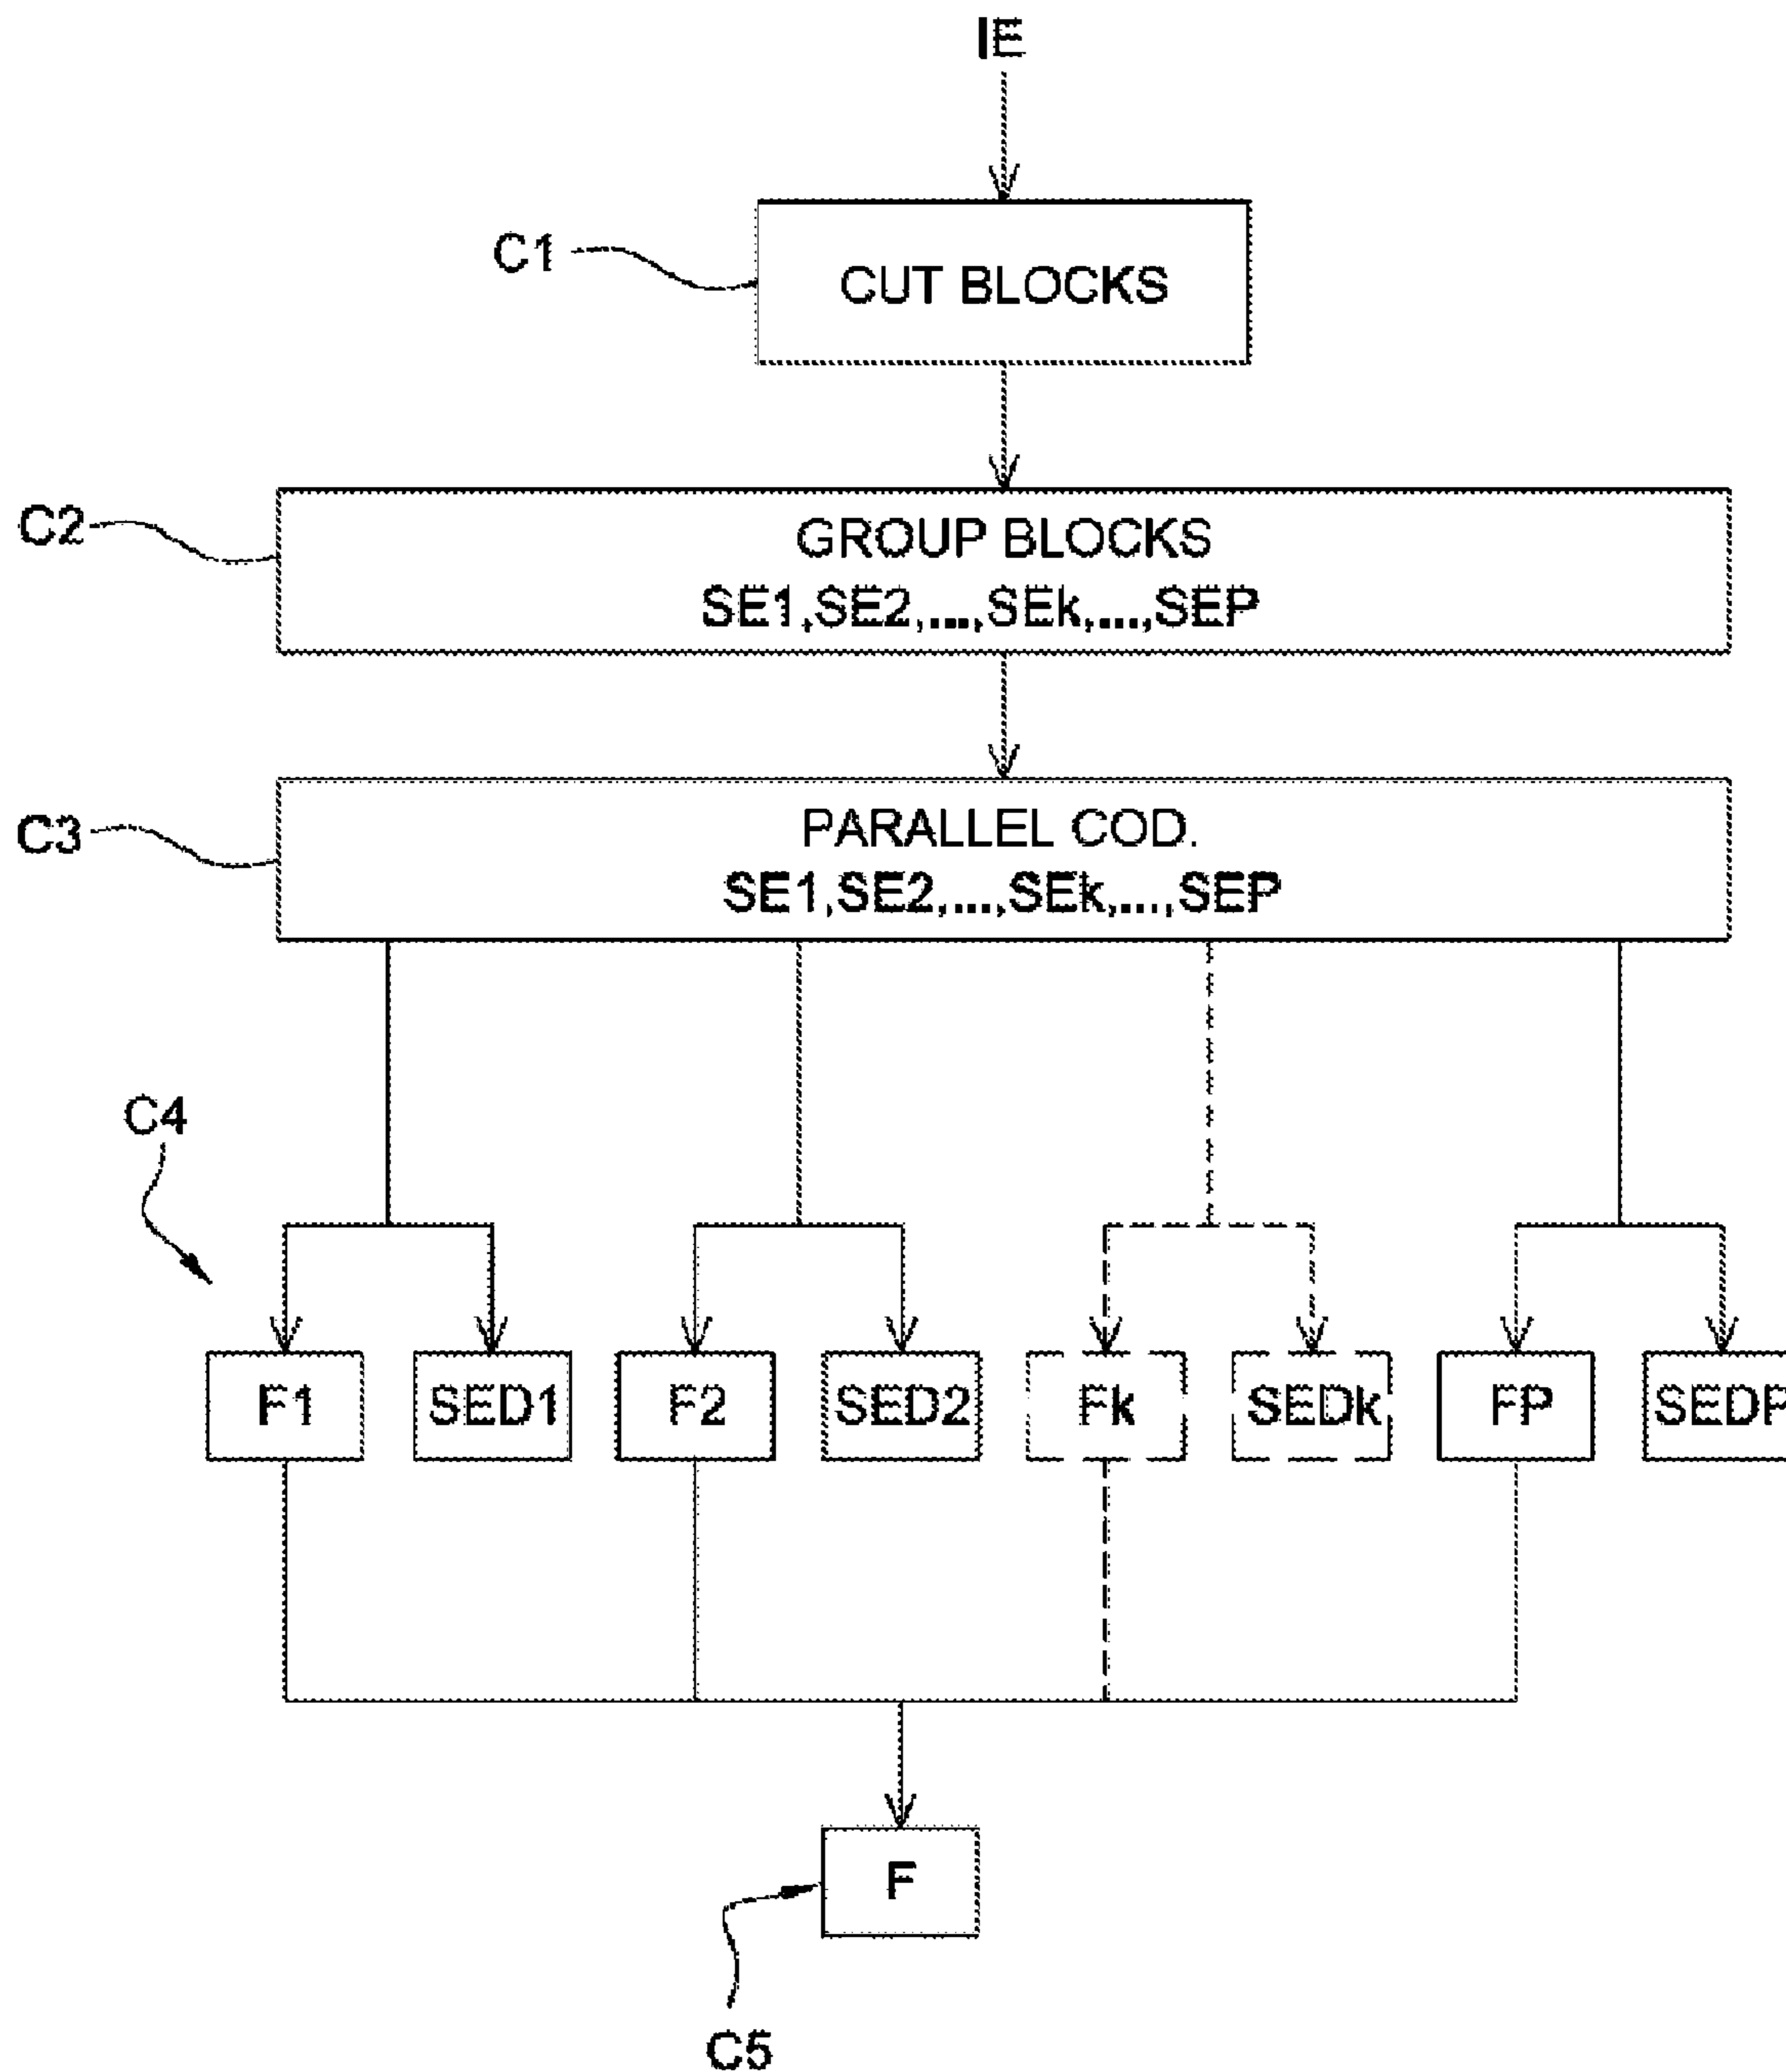 IE
C1
CUT BLOCKS
C2
GROUP BLOCKS
SE1,SE2,...,SEk,...,SEP
C3
PARALLEL COD.
SE1,SE2,...,SEk,...,SEP
C4
F1 SED1 F2 SED2 Fk SEDk FP SEDP
F
C5